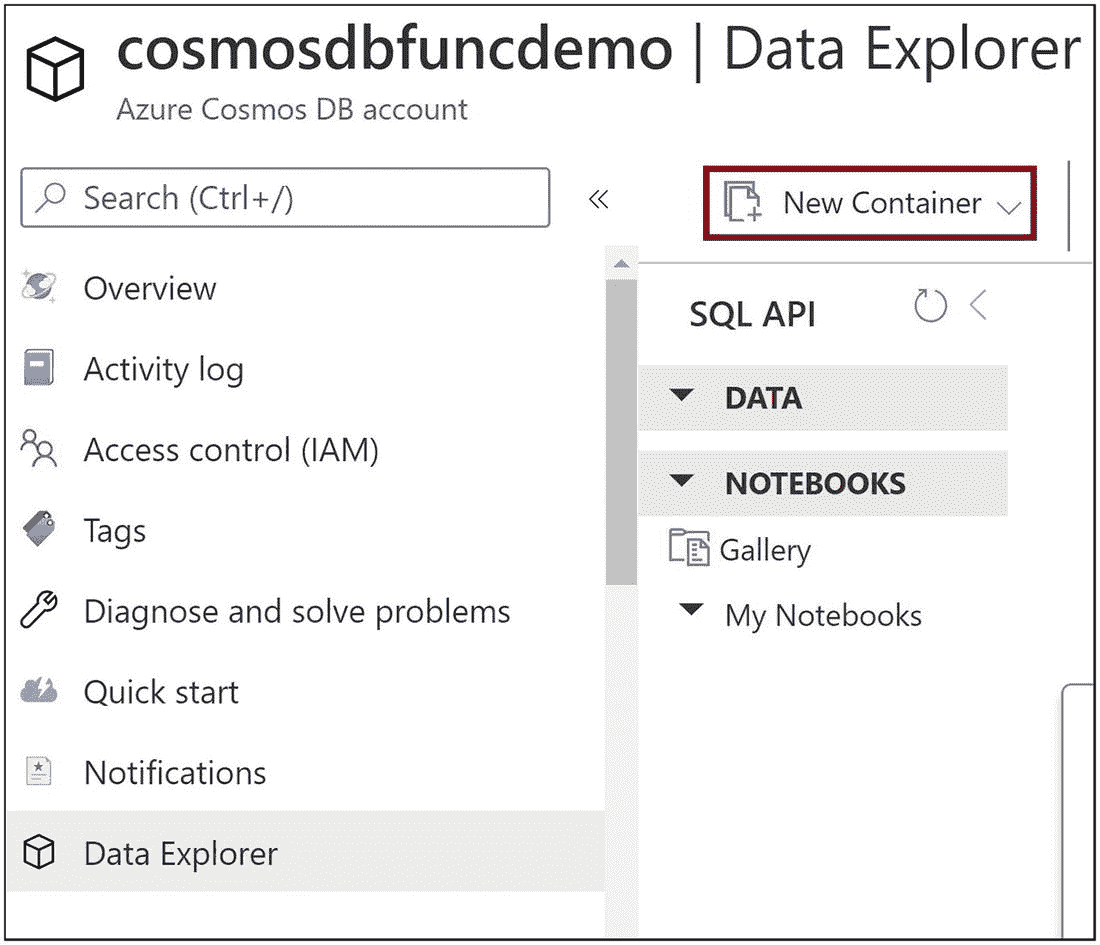 cosmosdbfuncdemo | Data Explorer
Azure Cosmos DB account
Search (Ctrl+/)
«
New Container
Overview
Activity log
Access control (IAM)
Tags
Diagnose and solve problems
Quick start
Notifications
Data Explorer
SQL API
DATA
NOTEBOOKS
Gallery
My Notebooks